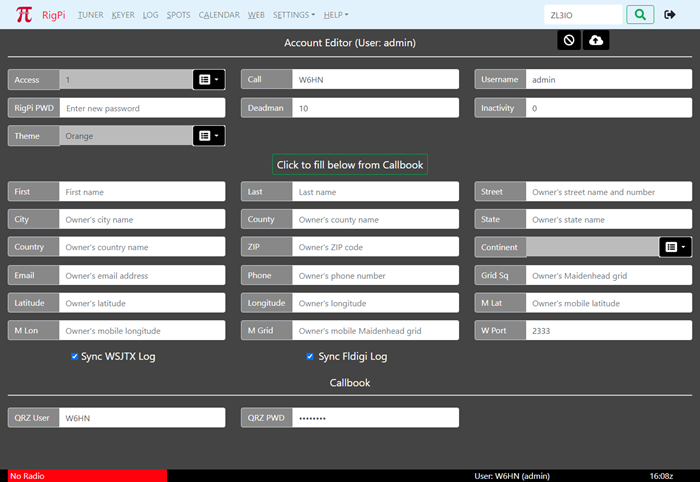 π RigPi TUNER KEYER LOG SPOTS CALENDAR WEB SETTINGS HELP ZL3IO
Account Editor (User: admin)
Access 1 Call W6HN Username admin
RigPi PWD Enter new password Deadman 10 Inactivity 0
Theme Orange
Click to fill below from Callbook
First First name Last Last name Street Owner's street name and number
City Owner's city name County Owner's county name State Owner's state name
Country Owner's country name ZIP Owner's ZIP code Continent
Email Owner's email address Phone Owner's phone number Grid Sq Owner's Maidenhead grid
Latitude Owner's latitude Longitude Owner's longitude M Lat Owner's mobile latitude
M Lon Owner's mobile longitude M Grid Owner's mobile Maidenhead grid W Port 2333
Sync WSJTX Log Sync Fldigi Log
Callbook
QRZ User W6HN QRZ PWD ••••••••
No Radio User: W6HN (admin) 16:08z